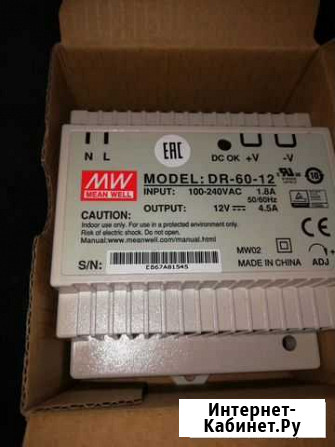 N L
EAC
DC OK +V -V
MW
MEAN WELL
MODEL: DR-60-12
INPUT: 100-240VAC 1.8A
50/60Hz
OUTPUT: 12V 4.5A
CAUTION:
Indoor use only. For use in a protected environment only.
Risk of electric shock. Do not open.
Manual:www.meanwell.com/manual.html
MW02
S/N:
EB67A81545
MADE IN CHINA
ADJ
10
Интернет-
Кабинет.Ру